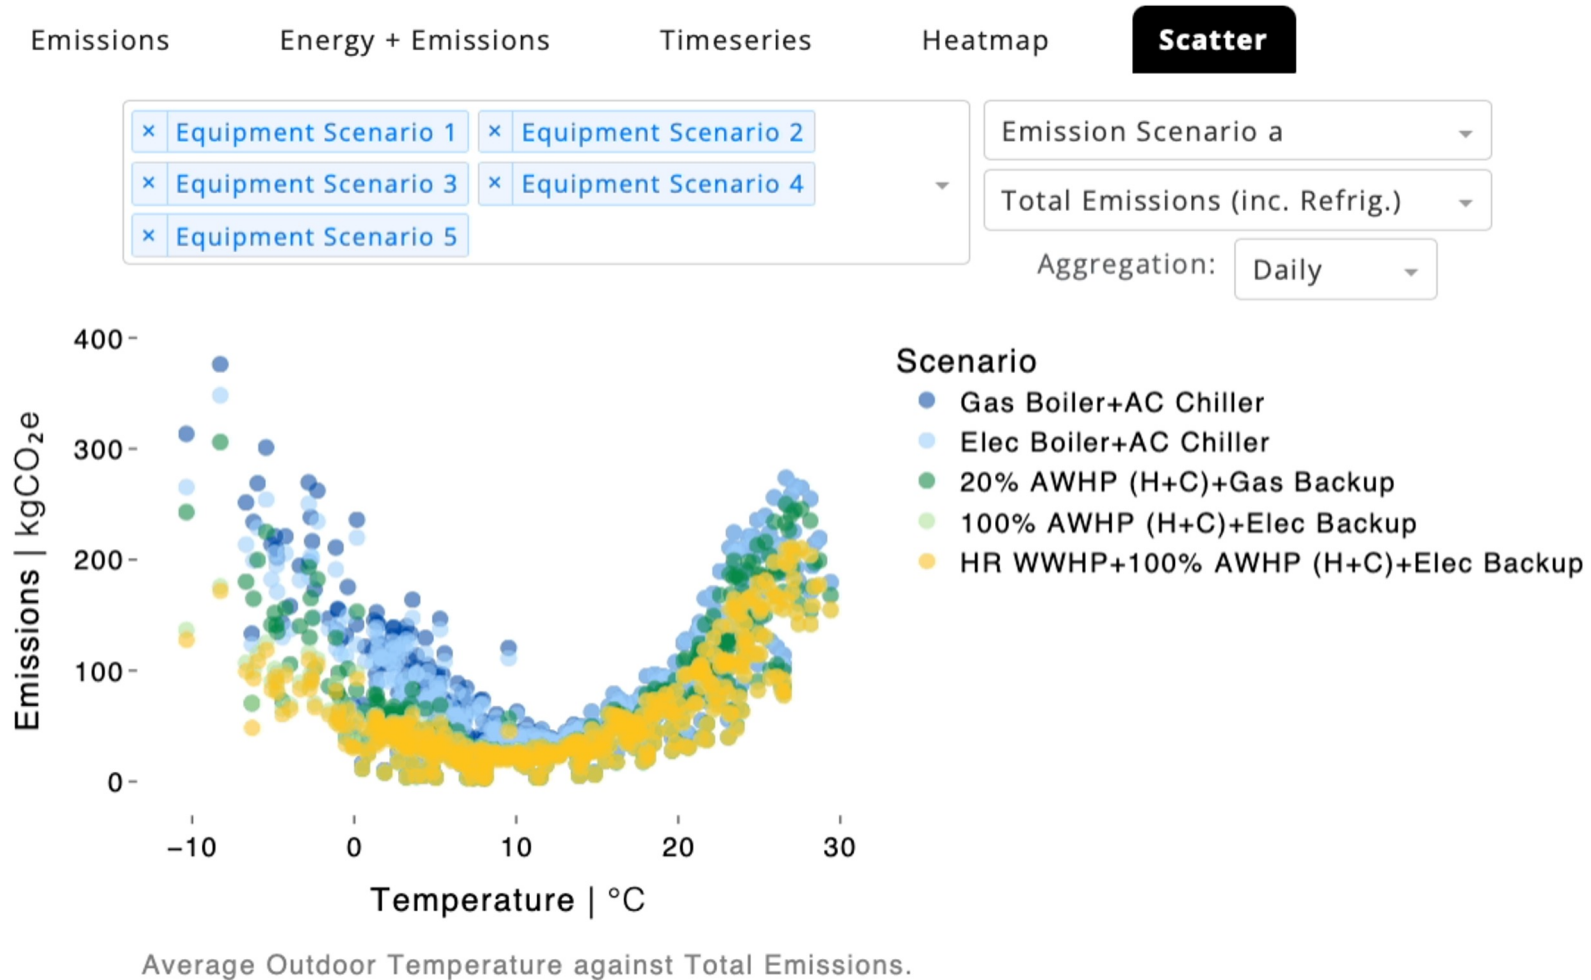 Emissions Energy + Emissions Timeseries Heatmap Scatter
× Equipment Scenario 1 × Equipment Scenario 2
× Equipment Scenario 3 × Equipment Scenario 4
× Equipment Scenario 5
Emission Scenario a
Total Emissions (inc. Refrig.)
Aggregation: Daily
400
300
200
100
0
Emissions | kgCO₂e
−10 0 10 20 30
Temperature | °C
Scenario
Gas Boiler+AC Chiller
Elec Boiler+AC Chiller
20% AWHP (H+C)+Gas Backup
100% AWHP (H+C)+Elec Backup
HR WWHP+100% AWHP (H+C)+Elec Backup
Average Outdoor Temperature against Total Emissions.